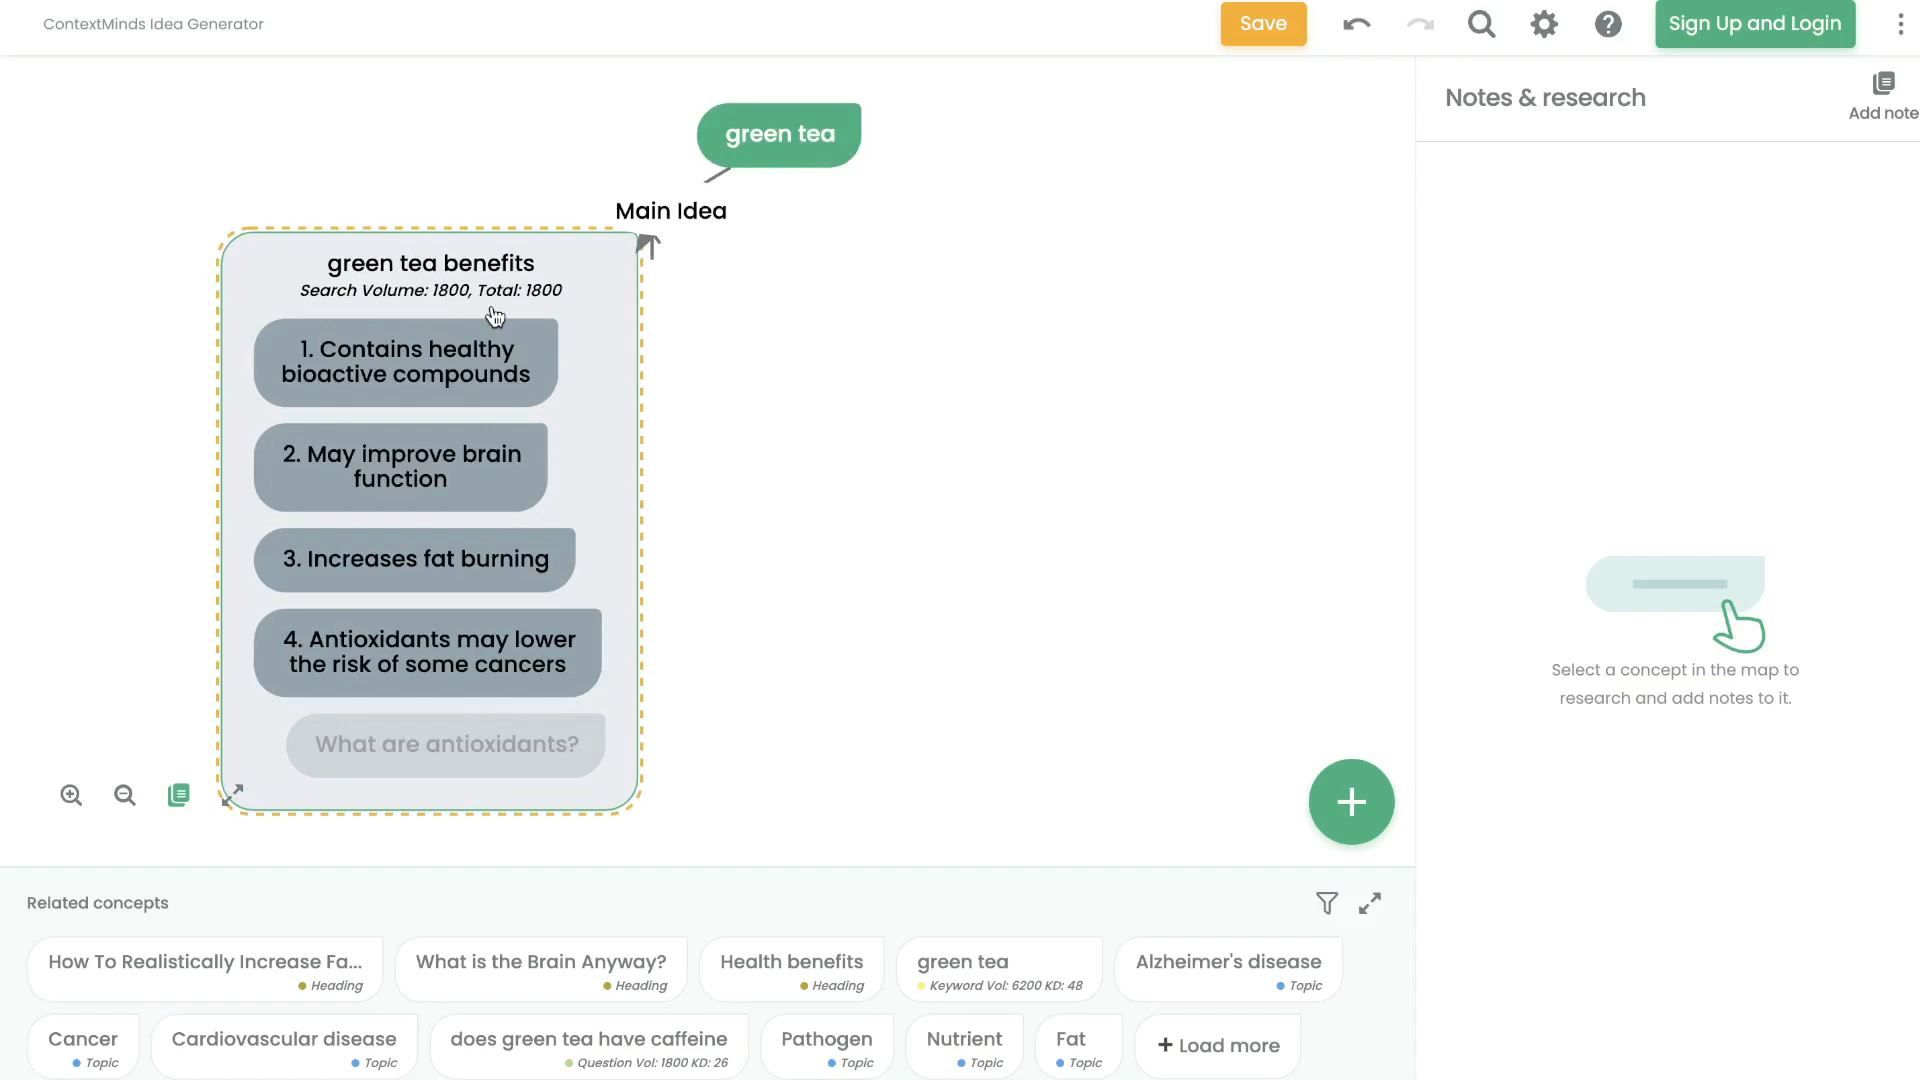 ContextMinds Idea Generator
Save
Sign Up and Login
Notes & research
Add note
green tea
Main Idea
green tea benefits
Search Volume: 1800, Total: 1800
1. Contains healthy
bioactive compounds
2. May improve brain
function
3. Increases fat burning
4. Antioxidants may lower
the risk of some cancers
What are antioxidants?
Select a concept in the map to
research and add notes to it.
Related concepts
How To Realistically Increase Fa...
Heading
What is the Brain Anyway?
Heading
Health benefits
Heading
green tea
Keyword Vol: 6200 KD: 48
Alzheimer's disease
Topic
Cancer
Topic
Cardiovascular disease
Topic
does green tea have caffeine
Question Vol: 1800 KD: 26
Pathogen
Topic
Nutrient
Topic
Fat
Topic
+ Load more